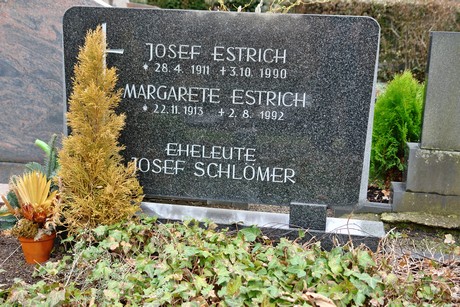 JOSEF ESTRICH
* 28. 4. 1911 + 3. 10. 1990
MARGARETE ESTRICH
* 22. 11. 1913 + 2. 8. 1992
EHELEUTE
JOSEF SCHLÖMER